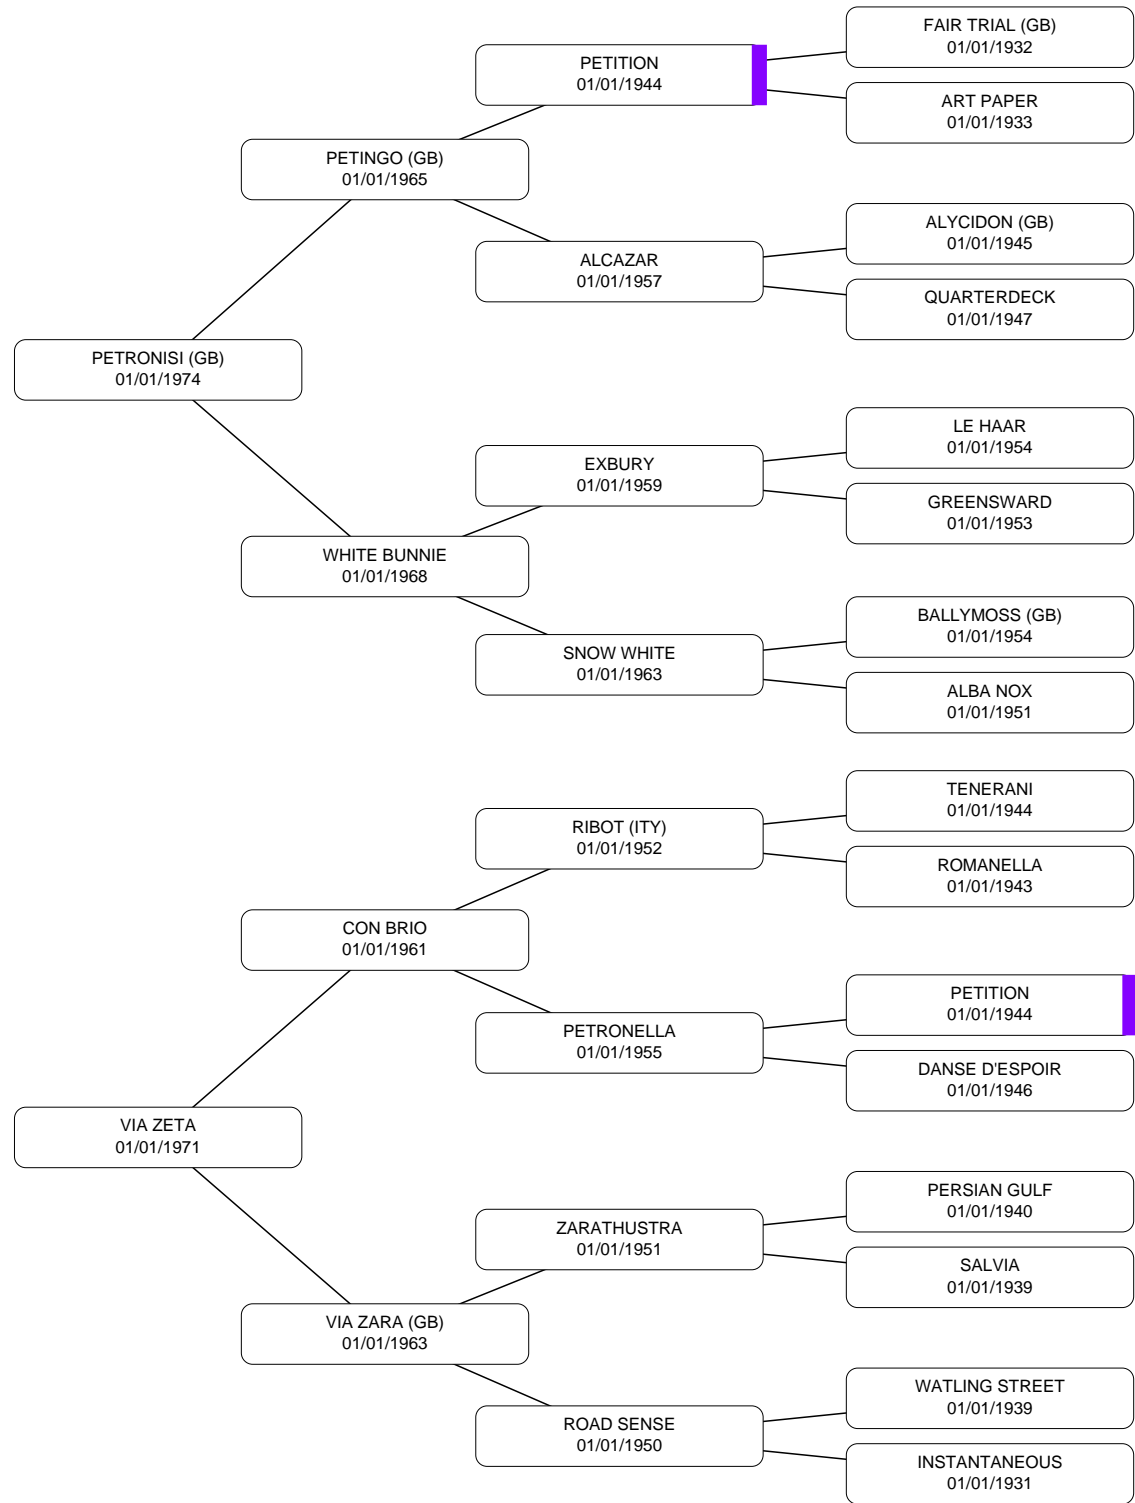 FAIR TRIAL (GB)
01/01/1932
PETITION
01/01/1944
ART PAPER
01/01/1933
PETINGO (GB)
01/01/1965
ALYCIDON (GB)
01/01/1945
ALCAZAR
01/01/1957
QUARTERDECK
01/01/1947
PETRONISI (GB)
01/01/1974
LE HAAR
01/01/1954
EXBURY
01/01/1959
GREENSWARD
01/01/1953
WHITE BUNNIE
01/01/1968
BALLYMOSS (GB)
01/01/1954
SNOW WHITE
01/01/1963
ALBA NOX
01/01/1951
TENERANI
01/01/1944
RIBOT (ITY)
01/01/1952
ROMANELLA
01/01/1943
CON BRIO
01/01/1961
PETITION
01/01/1944
PETRONELLA
01/01/1955
DANSE D'ESPOIR
01/01/1946
VIA ZETA
01/01/1971
PERSIAN GULF
01/01/1940
ZARATHUSTRA
01/01/1951
SALVIA
01/01/1939
VIA ZARA (GB)
01/01/1963
WATLING STREET
01/01/1939
ROAD SENSE
01/01/1950
INSTANTANEOUS
01/01/1931